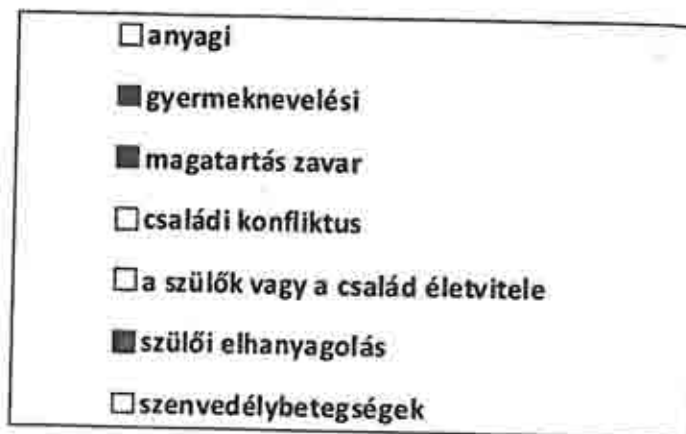 ☐anyagi
■gyermeknevelési
■magatartás zavar
☐családi konfliktus
☐a szülők vagy a család életvitele
■szülői elhanyagolás
☐szenvedélybetegségek